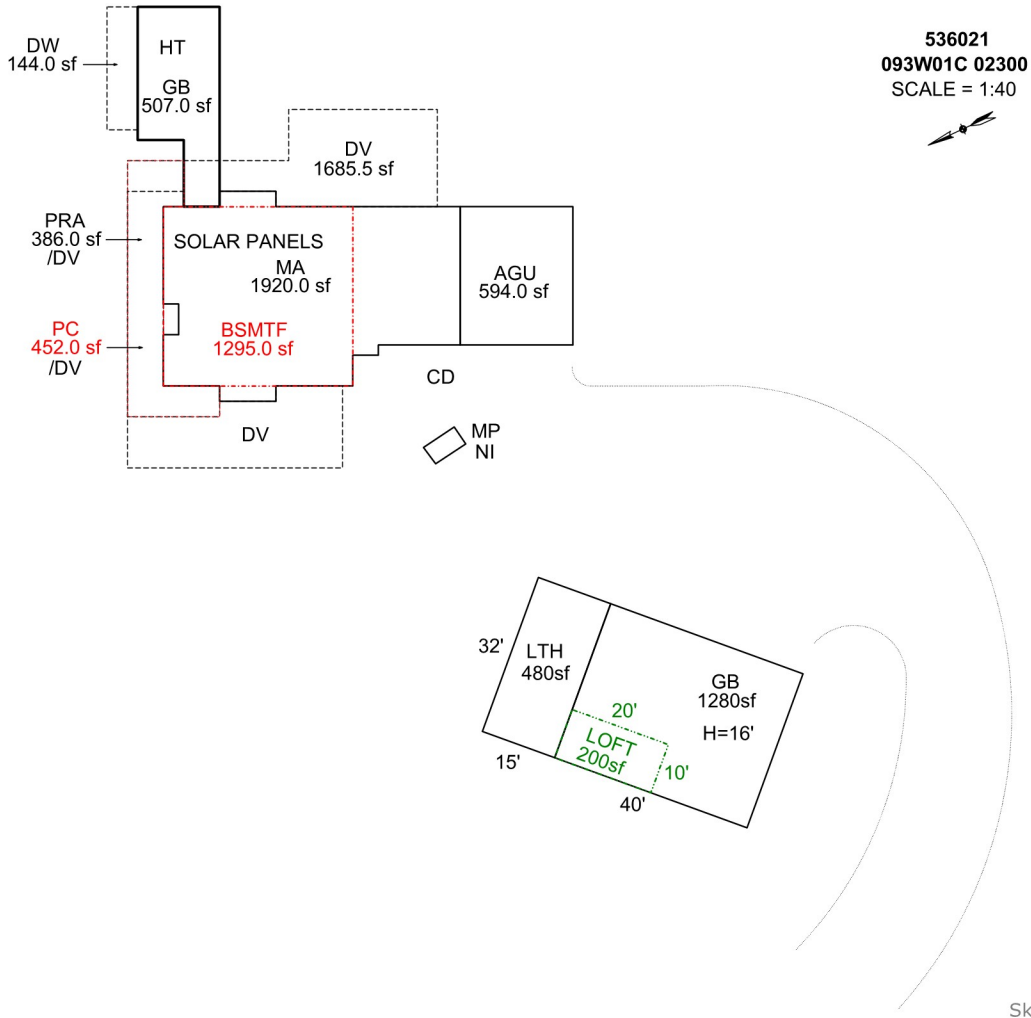 536021
093W01C 02300
SCALE = 1:40
DW
144.0 sf
HT
GB
507.0 sf
DV
1685.5 sf
PRA
386.0 sf
/DV
SOLAR PANELS
MA
1920.0 sf
AGU
594.0 sf
PC
452.0 sf
/DV
BSMTF
1295.0 sf
CD
DV
MP
NI
32'
LTH
480sf
15'
GB
1280sf
H=16'
20'
LOFT
200sf
10'
40'
Sk